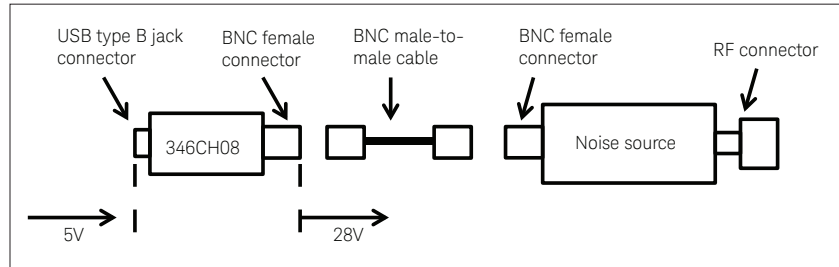 USB type B jack
connector
BNC female
connector
BNC male-to-
male cable
BNC female
connector
RF connector
346CH08
Noise source
5V
28V